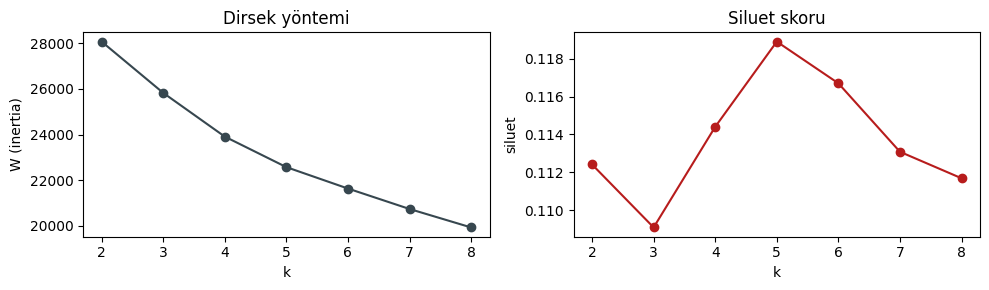 Dirsek yöntemi
28000
26000
24000
22000
20000
W (inertia)
2 3 4 5 6 7 8
k
Siluet skoru
0.118
0.116
0.114
0.112
0.110
siluet
2 3 4 5 6 7 8
k